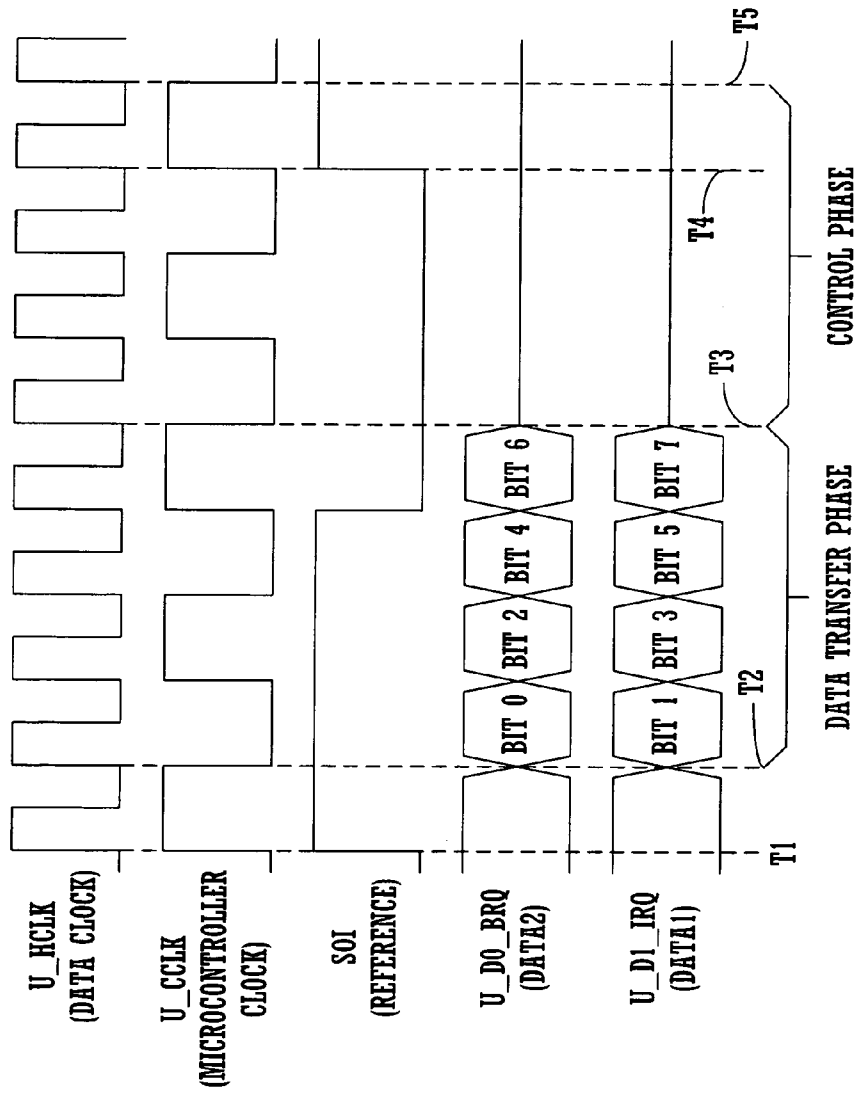 U_HCLK
(DATA CLOCK)
U_CCLK
(MICROCONTROLLER
CLOCK)
SOI
(REFERENCE)
U_D0_BRQ
(DATA2)
BIT 0
BIT 2
BIT 4
BIT 6
U_D1_IRQ
(DATA1)
BIT 1
BIT 3
BIT 5
BIT 7
T1
T2
T3
T4
T5
DATA TRANSFER PHASE
CONTROL PHASE